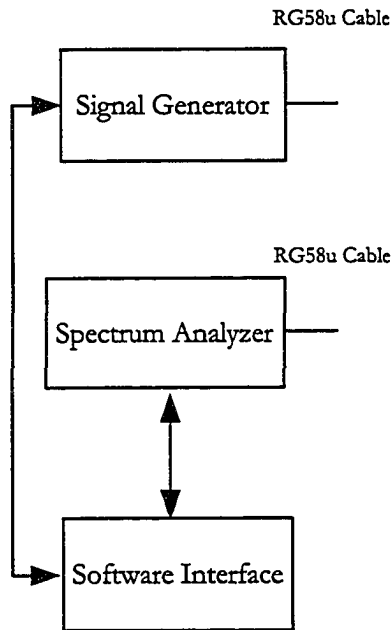 RG58u Cable
Signal Generator
RG58u Cable
Spectrum Analyzer
Software Interface